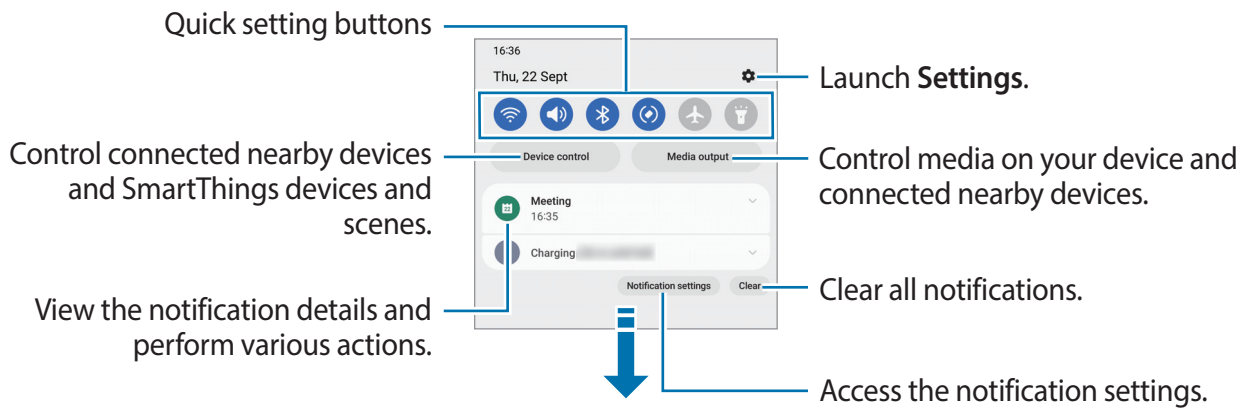 Quick setting buttons
16:36
Thu, 22 Sept
Launch Settings.
Control connected nearby devices
and SmartThings devices and
scenes.
Device control
Media output
Control media on your device and
connected nearby devices.
Meeting
16:35
Charging
View the notification details and
perform various actions.
Notification settings
Clear
Clear all notifications.
Access the notification settings.